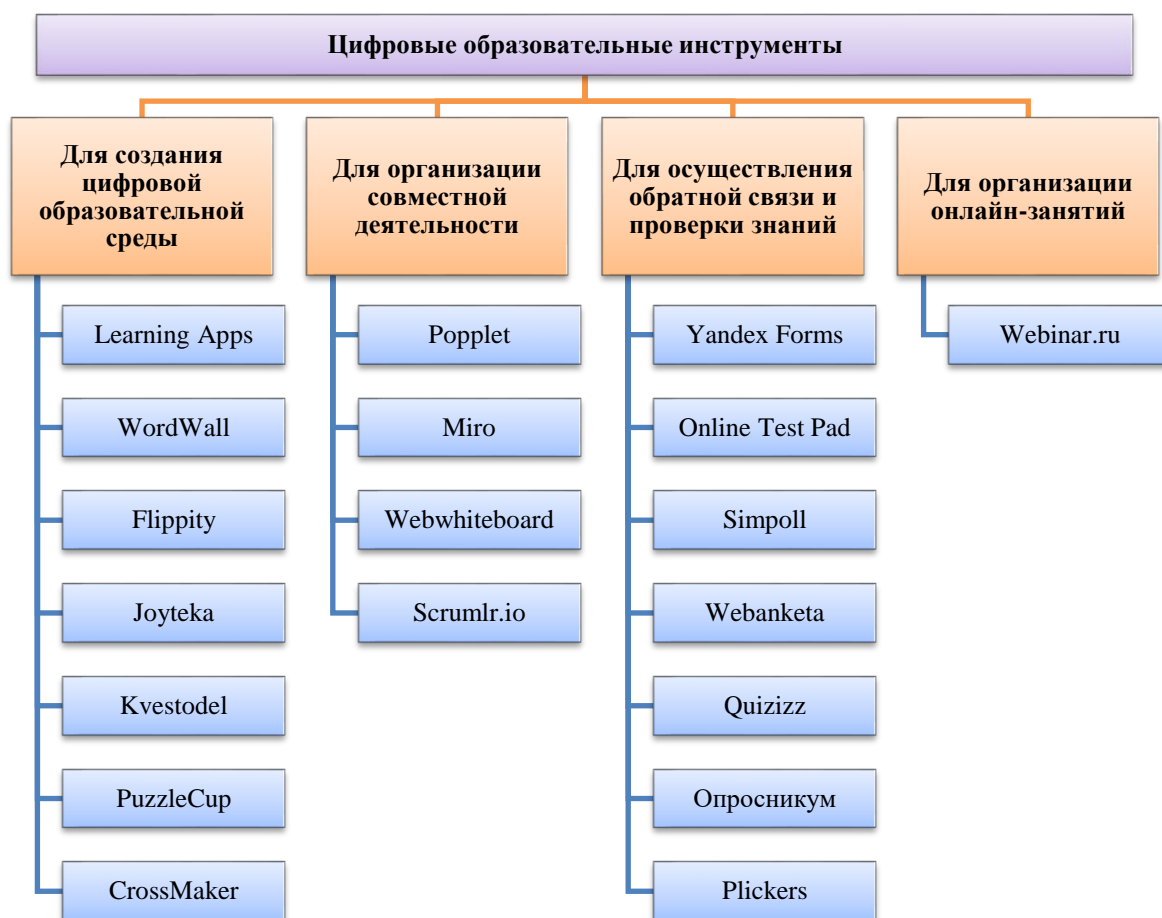 Цифровые образовательные инструменты
Для создания
цифровой
образовательной
среды
Learning Apps
WordWall
Flippity
Joyteka
Kvestodel
PuzzleCup
CrossMaker
Для организации
совместной
деятельности
Popplet
Miro
Webwhiteboard
Scrumlr.io
Для осуществления
обратной связи и
проверки знаний
Yandex Forms
Online Test Pad
Simpoll
Webanketa
Quizizz
Опросникум
Plickers
Для организации
онлайн-занятий
Webinar.ru